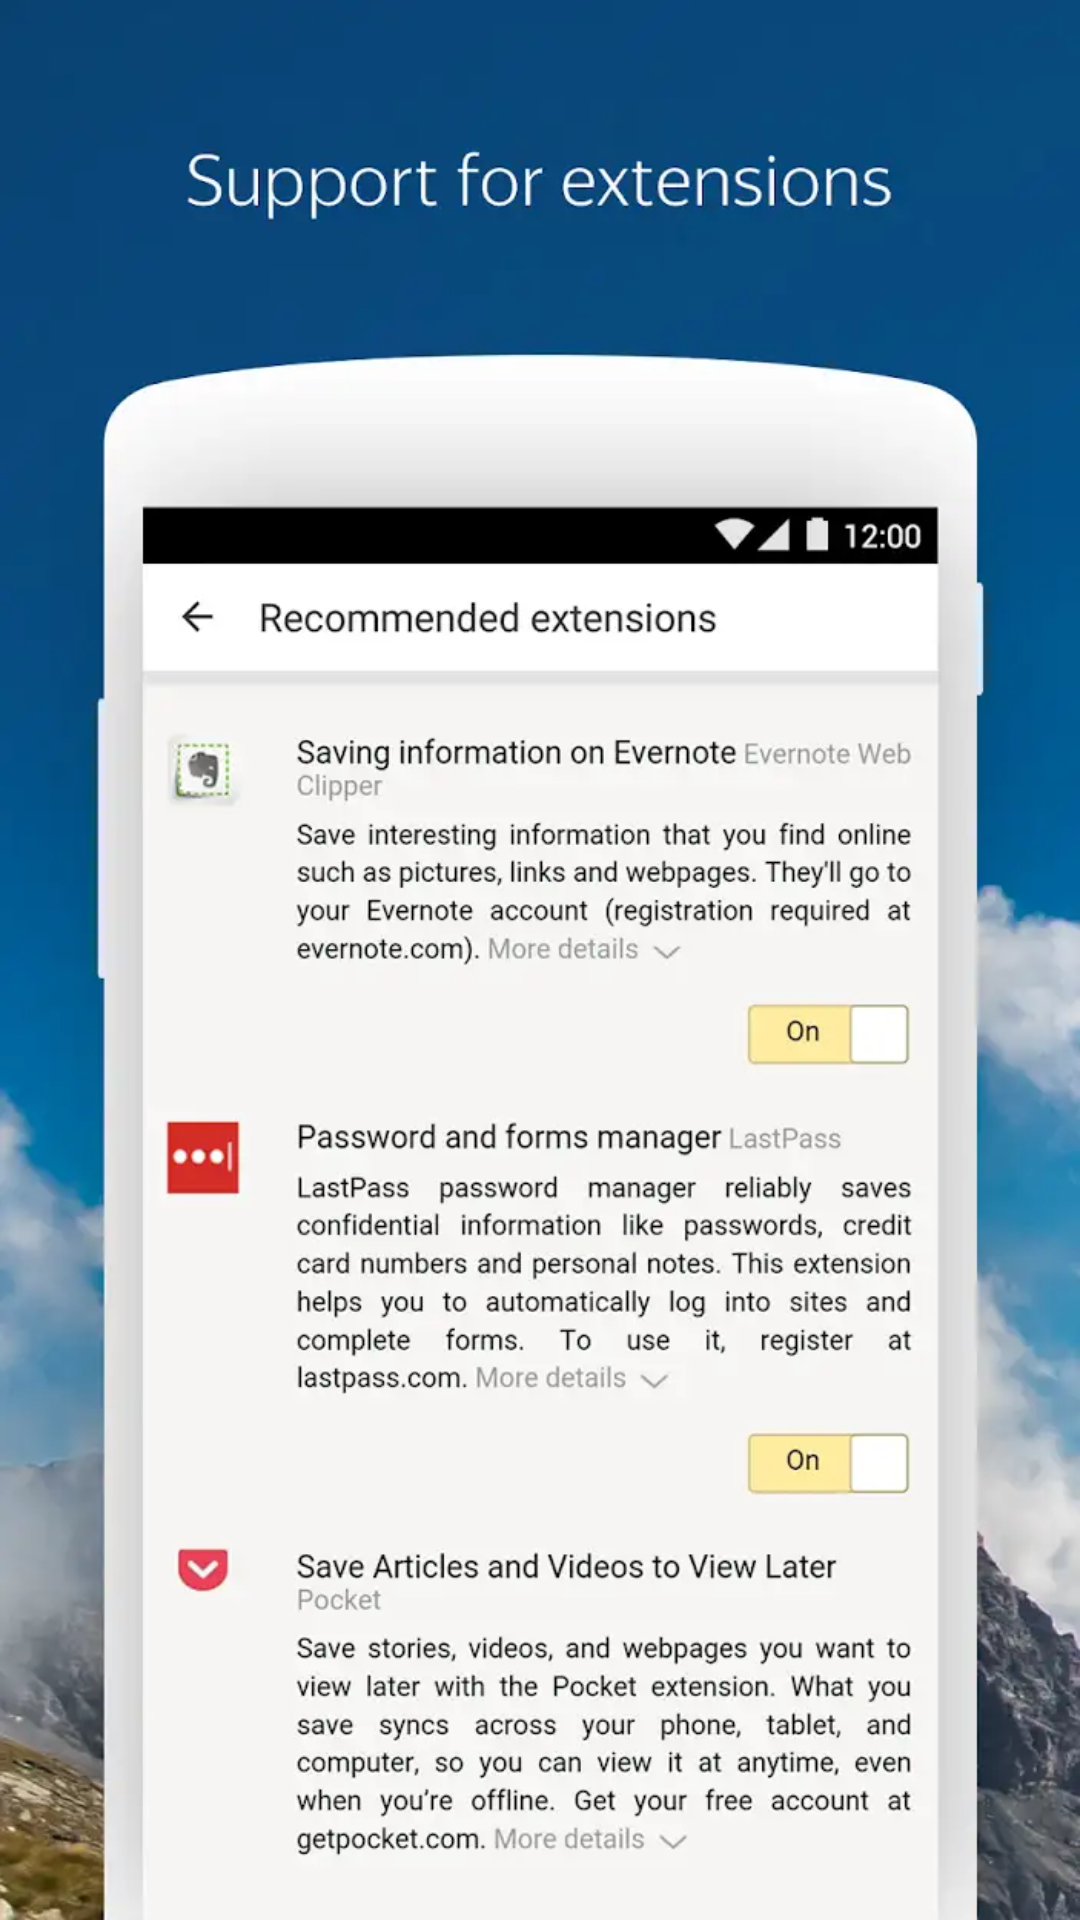 Support for extensions
12:00
Recommended extensions
Saving information on Evernote Evernote Web
Clipper
Save interesting information that you find online
such as pictures, links and webpages. They'll go to
your Evernote account (registration required at
evernote.com). More details
On
Password and forms manager LastPass
LastPass password manager reliably saves
confidential information like passwords, credit
card numbers and personal notes. This extension
helps you to automatically log into sites and
complete forms. To use it, register at
lastpass.com. More details
On
Save Articles and Videos to View Later
Pocket
Save stories, videos, and webpages you want to
view later with the Pocket extension. What you
save syncs across your phone, tablet, and
computer, so you can view it at anytime, even
when you’re offline. Get your free account at
getpocket.com. More details